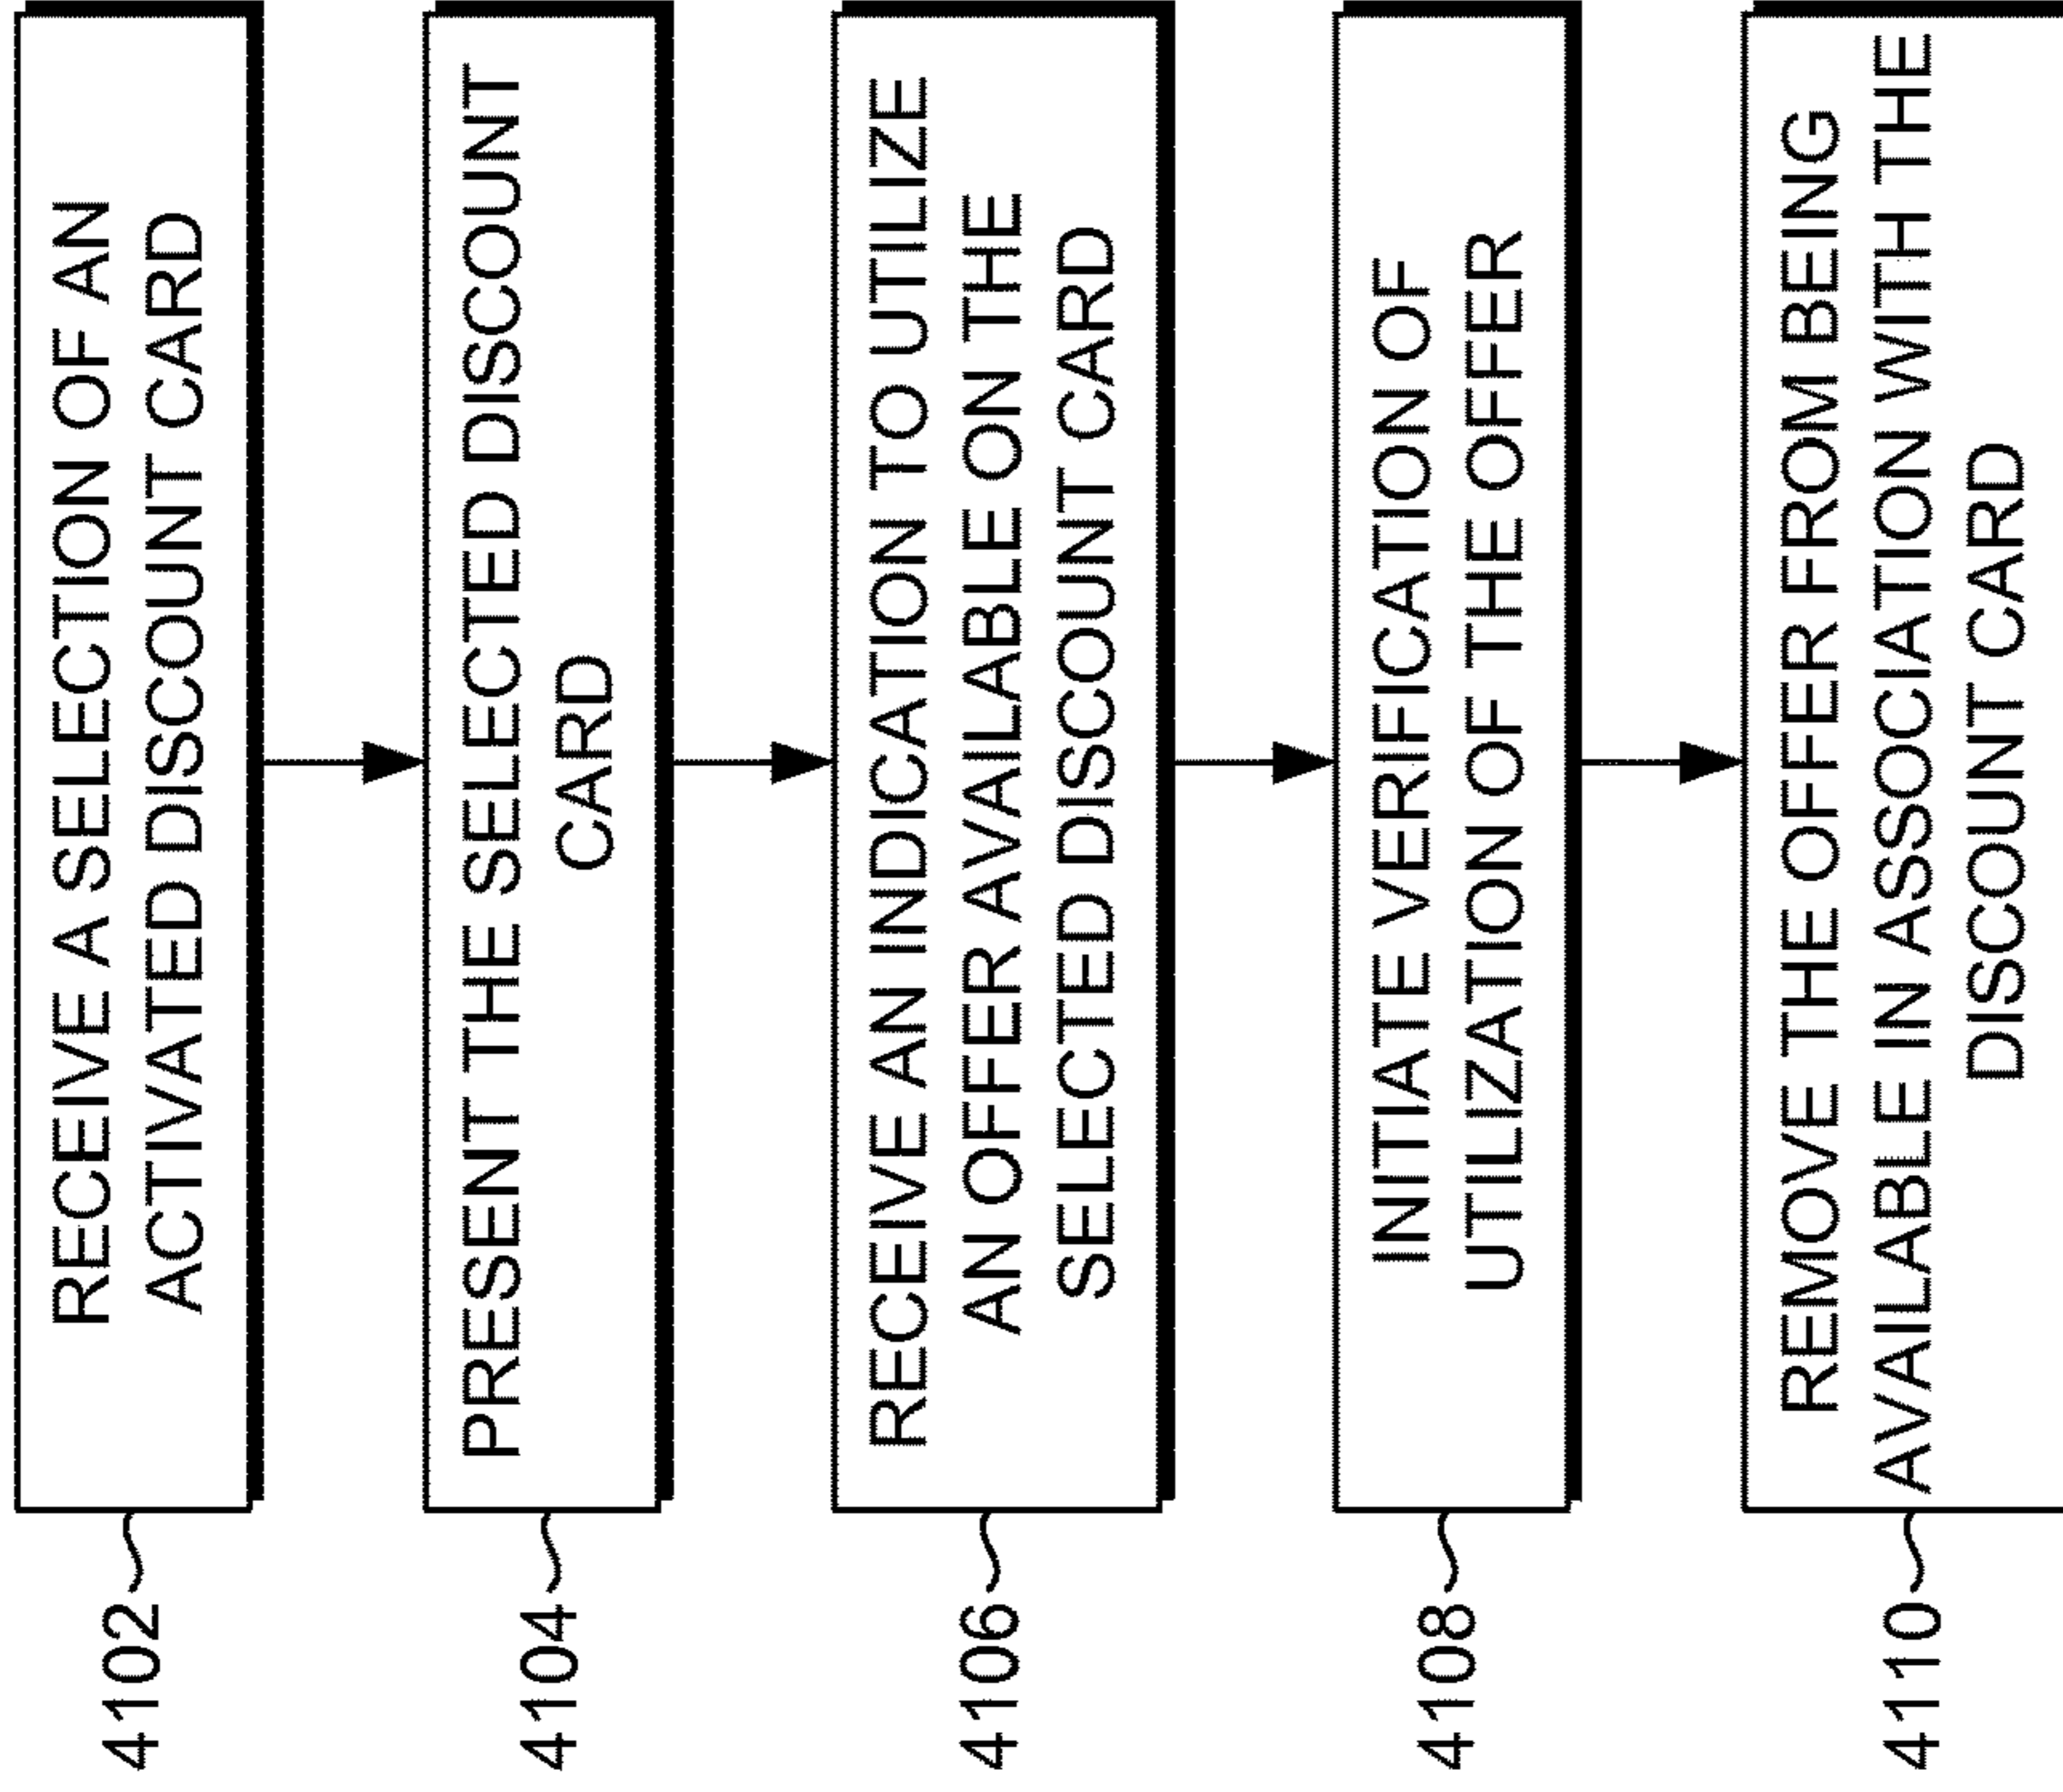 4102
RECEIVE A SELECTION OF AN
ACTIVATED DISCOUNT CARD
4104
PRESENT THE SELECTED DISCOUNT
CARD
4106
RECEIVE AN INDICATION TO UTILIZE
AN OFFER AVAILABLE ON THE
SELECTED DISCOUNT CARD
4108
INITIATE VERIFICATION OF
UTILIZATION OF THE OFFER
4110
REMOVE THE OFFER FROM BEING
AVAILABLE IN ASSOCIATION WITH THE
DISCOUNT CARD